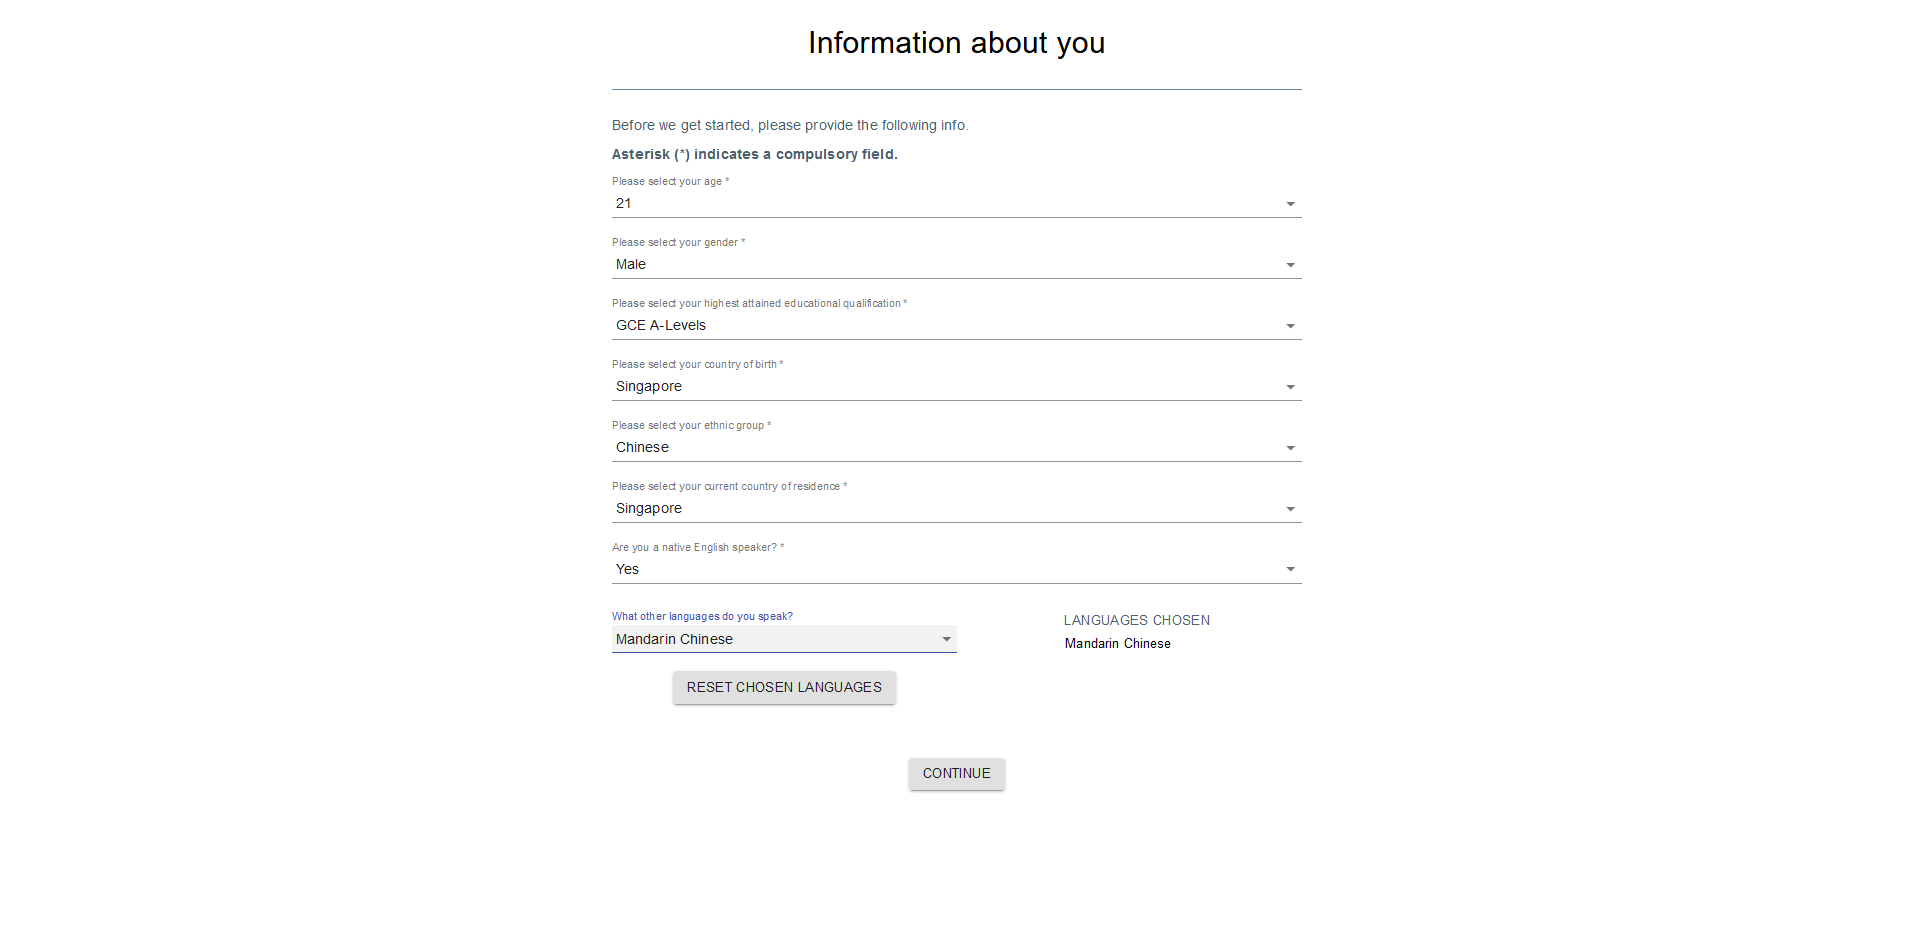 Information about you
Before we get started, please provide the following info.
Asterisk (*) indicates a compulsory field.
Please select your age *
21
Please select your gender *
Male
Please select your highest attained educational qualification *
GCE A-Levels
Please select your country of birth *
Singapore
Please select your ethnic group *
Chinese
Please select your current country of residence *
Singapore
Are you a native English speaker? *
Yes
What other languages do you speak?
Mandarin Chinese
LANGUAGES CHOSEN
Mandarin Chinese
RESET CHOSEN LANGUAGES
CONTINUE